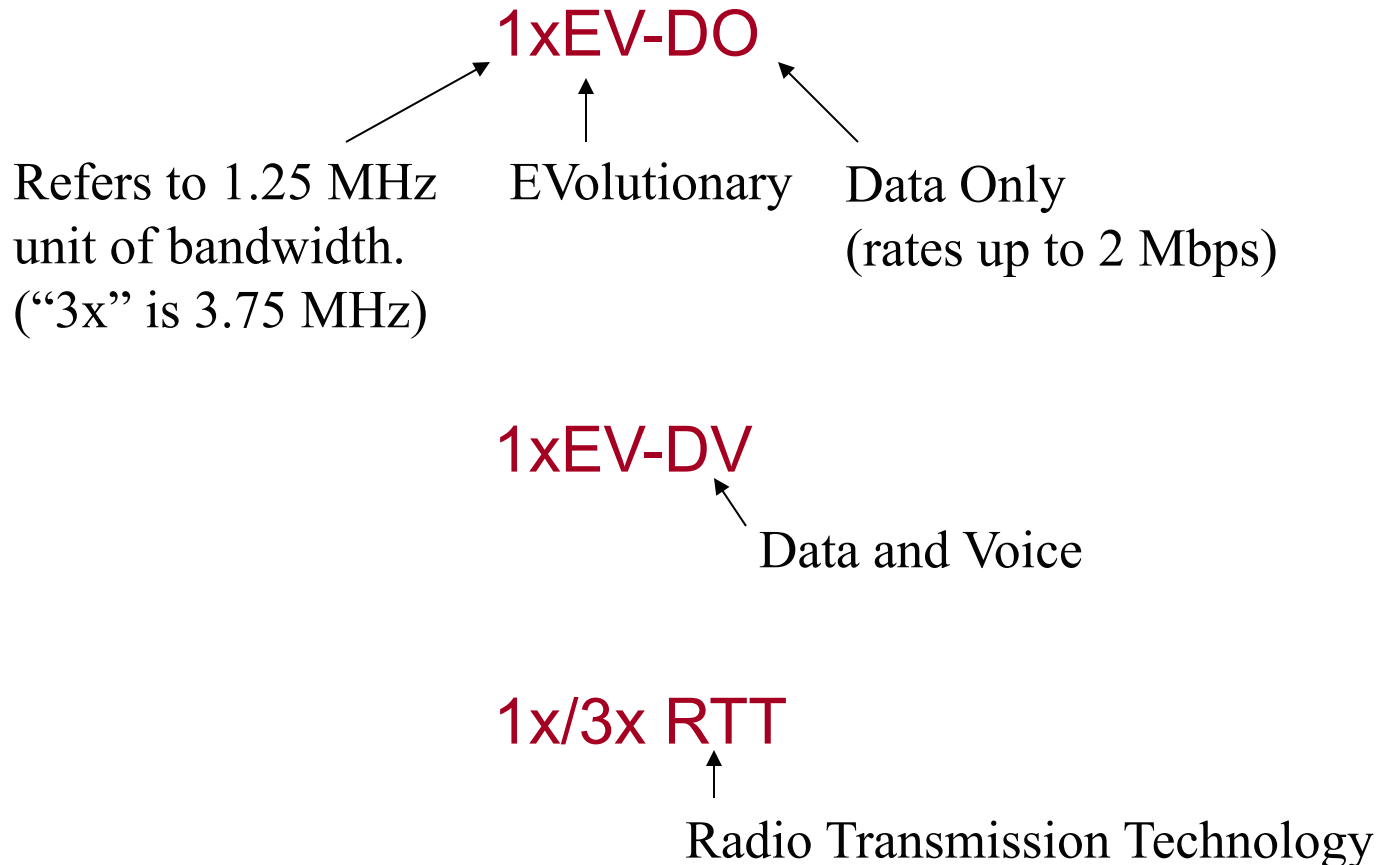 1xEV-DO
Refers to 1.25 MHz
unit of bandwidth.
(“3x” is 3.75 MHz)
EVolutionary
Data Only
(rates up to 2 Mbps)
1xEV-DV
Data and Voice
1x/3x RTT
Radio Transmission Technology